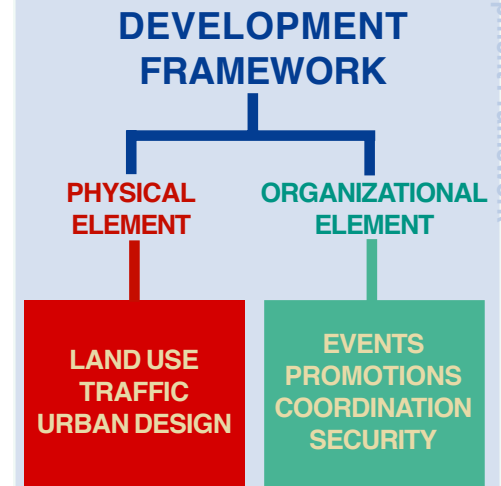 DEVELOPMENT
FRAMEWORK
PHYSICAL
ELEMENT
ORGANIZATIONAL
ELEMENT
LAND USE
TRAFFIC
URBAN DESIGN
EVENTS
PROMOTIONS
COORDINATION
SECURITY